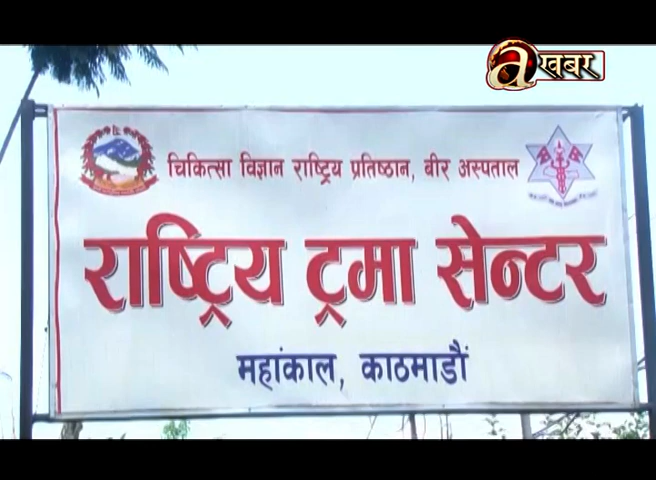 a खबर
चिकित्सा विज्ञान राष्ट्रिय प्रतिष्ठान, वीर अस्पताल
राष्ट्रिय ट्रमा सेन्टर
महांकाल, काठमाडौं